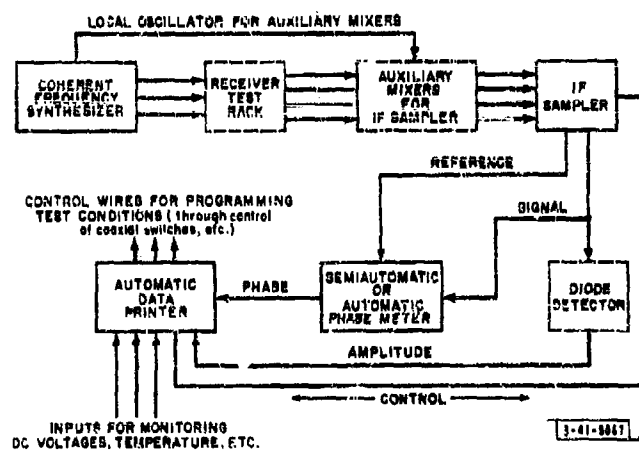 LOCAL OSCILLATOR FOR AUXILIARY MIXERS
COHERENT
FREQUENCY
SYNTHESIZER
RECEIVER
TEST
RACK
AUXILIARY
MIXERS
FOR
IF SAMPLER
IF
SAMPLER
REFERENCE
SIGNAL
CONTROL WIRES FOR PROGRAMMING
TEST CONDITIONS (through control
of coaxial switches, etc.)
AUTOMATIC
DATA
PRINTER
PHASE
SEMIAUTOMATIC
OR
AUTOMATIC
PHASE METER
DIODE
DETECTOR
AMPLITUDE
CONTROL
INPUTS FOR MONITORING
DC VOLTAGES, TEMPERATURE, ETC.